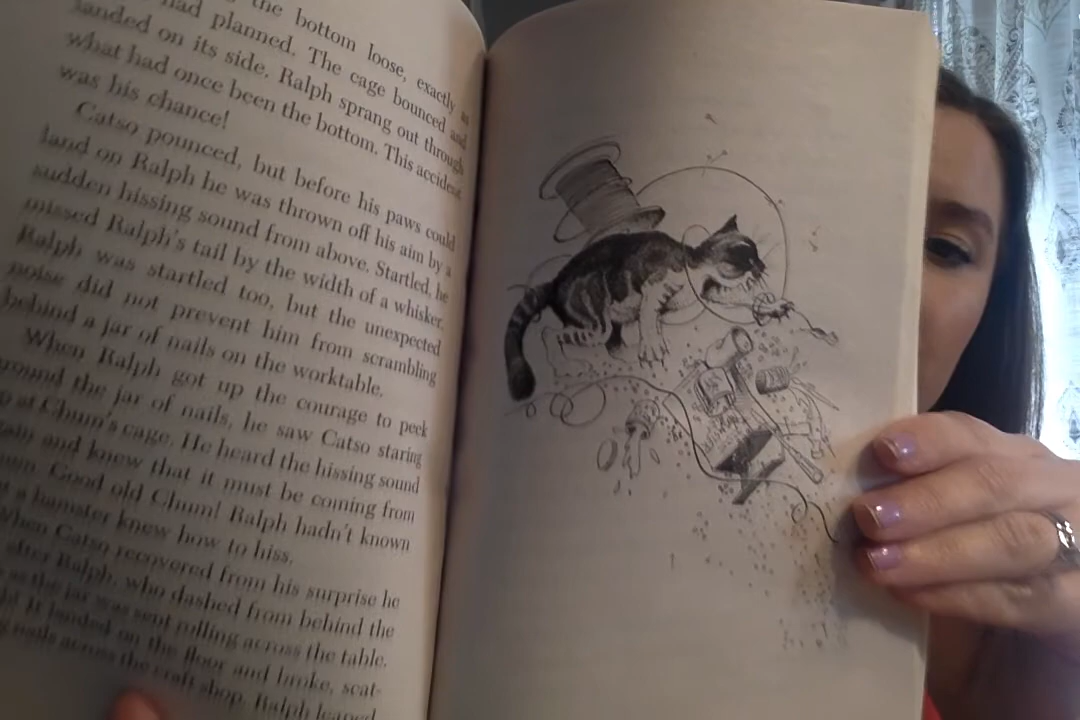 the bottom loose, exactly as
had planned. The cage bounced and
landed on its side. Ralph sprang out through
what had once been the bottom. This accident
was his chance!
Catso pounced, but before his paws could
land on Ralph he was thrown off his aim by a
sudden hissing sound from above. Startled, he
missed Ralph's tail by the width of a whisker.
Ralph was startled too, but the unexpected
noise did not prevent him from scrambling
behind a jar of nails on the worktable.
When Ralph got up the courage to peek
around the jar of nails, he saw Catso staring
up at Chum's cage. He heard the hissing sound
again and knew that it must be coming from
Chum. Good old Chum! Ralph hadn't known
a hamster knew how to hiss.
When Catso recovered from his surprise he
after Ralph, who dashed from behind the
as the jar was sent rolling across the table.
It landed on the floor and broke, scat-
nails across the craft shop. Ralph leaped